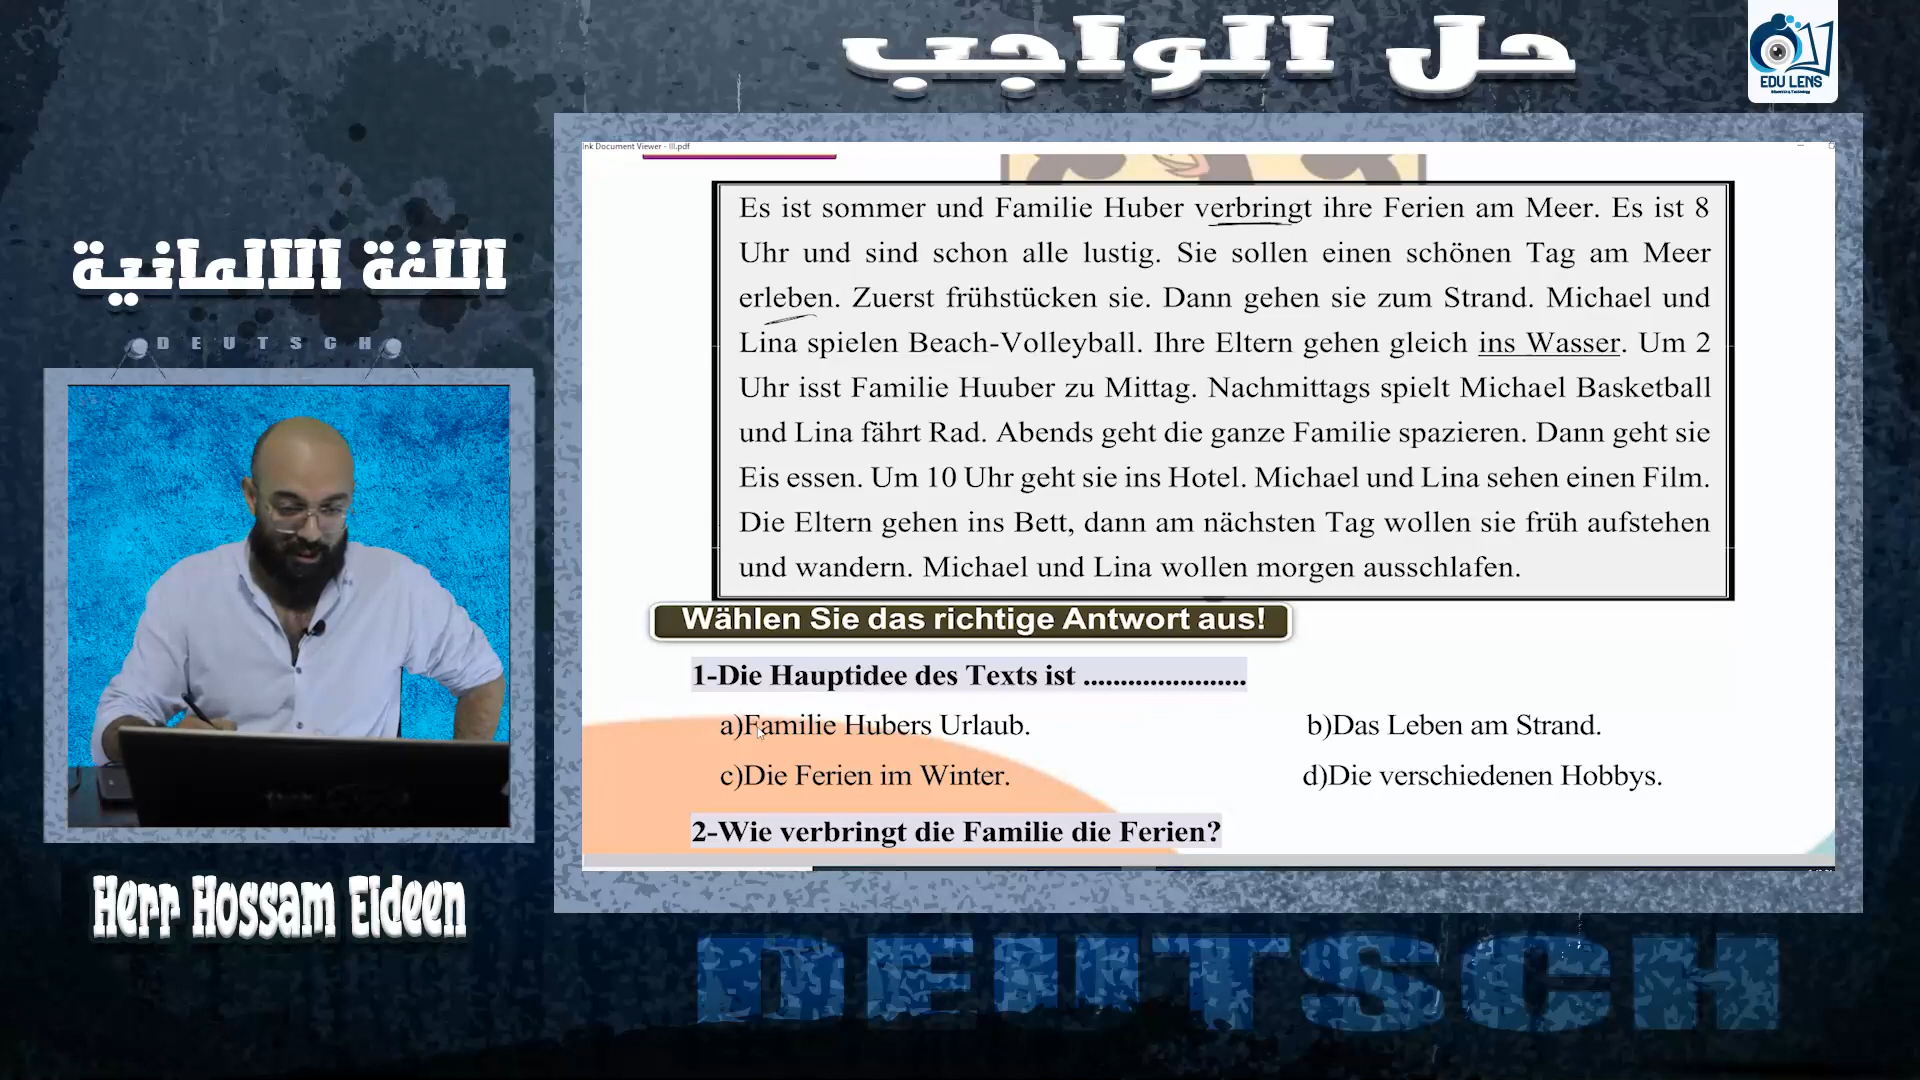 حل الواجب
EDU LENS
اللغة الالمانية
DEUTSCH
Herr Hossam Eldeen
Ink Document Viewer - III.pdf
Es ist sommer und Familie Huber verbringt ihre Ferien am Meer. Es ist 8
Uhr und sind schon alle lustig. Sie sollen einen schönen Tag am Meer
erleben. Zuerst frühstücken sie. Dann gehen sie zum Strand. Michael und
Lina spielen Beach-Volleyball. Ihre Eltern gehen gleich ins Wasser. Um 2
Uhr isst Familie Huuber zu Mittag. Nachmittags spielt Michael Basketball
und Lina fährt Rad. Abends geht die ganze Familie spazieren. Dann geht sie
Eis essen. Um 10 Uhr geht sie ins Hotel. Michael und Lina sehen einen Film.
Die Eltern gehen ins Bett, dann am nächsten Tag wollen sie früh aufstehen
und wandern. Michael und Lina wollen morgen ausschlafen.
Wählen Sie das richtige Antwort aus!
1-Die Hauptidee des Texts ist ......................
a)Familie Hubers Urlaub.
b)Das Leben am Strand.
c)Die Ferien im Winter.
d)Die verschiedenen Hobbys.
2-Wie verbringt die Familie die Ferien?
DEUTSCH